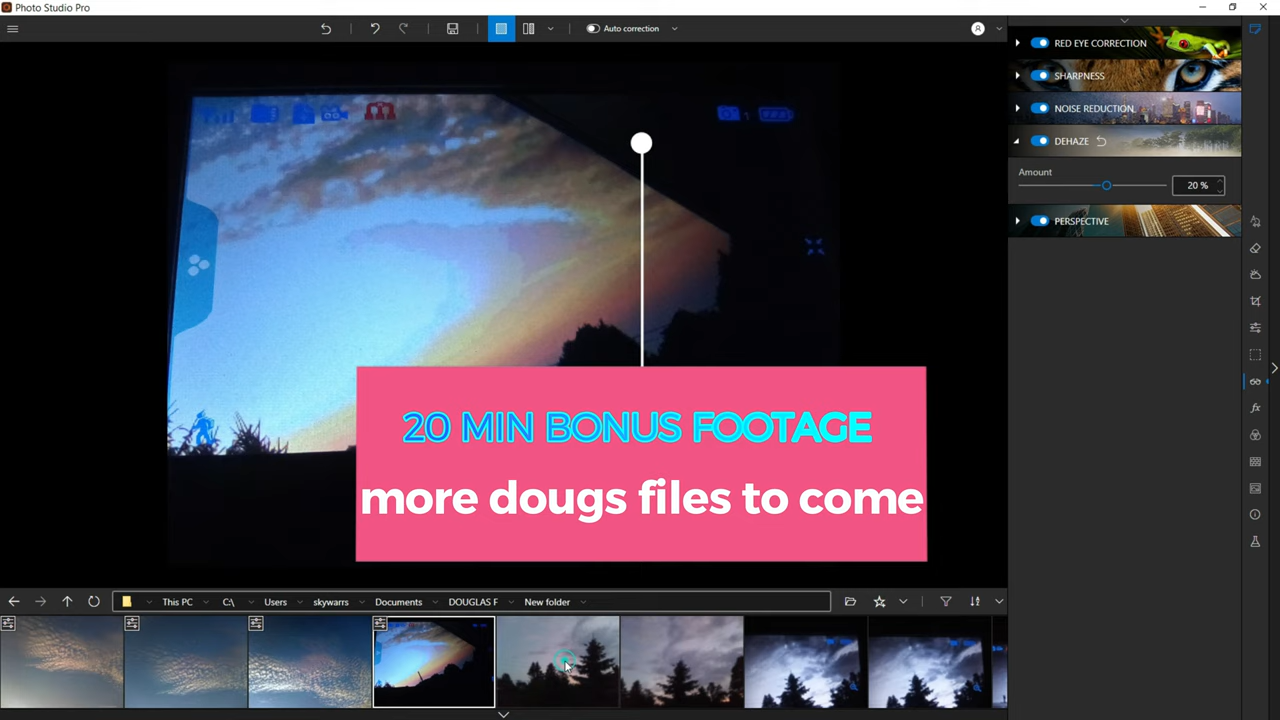 Photo Studio Pro
Auto correction
RED EYE CORRECTION
SHARPNESS
NOISE REDUCTION
DEHAZE
Amount
20 %
PERSPECTIVE
1
20 MIN BONUS FOOTAGE
more dougs files to come
This PC
C:\
Users
skywarrs
Documents
DOUGLAS F
New folder